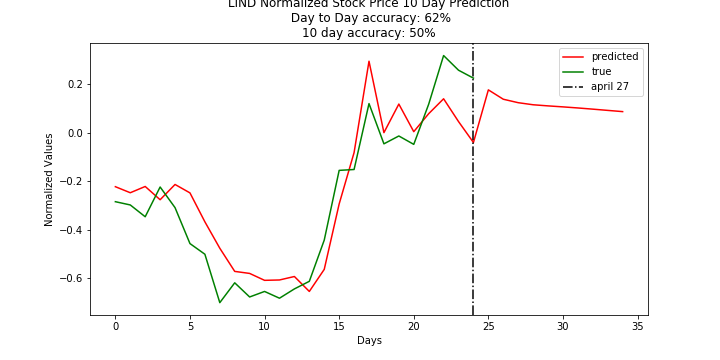 LIND Normalized Stock Price 10 Day Prediction
Day to Day accuracy: 62%
10 day accuracy: 50%
predicted
true
april 27
0.2
0.0
−0.2
−0.4
−0.6
Normalized Values
0 5 10 15 20 25 30 35
Days